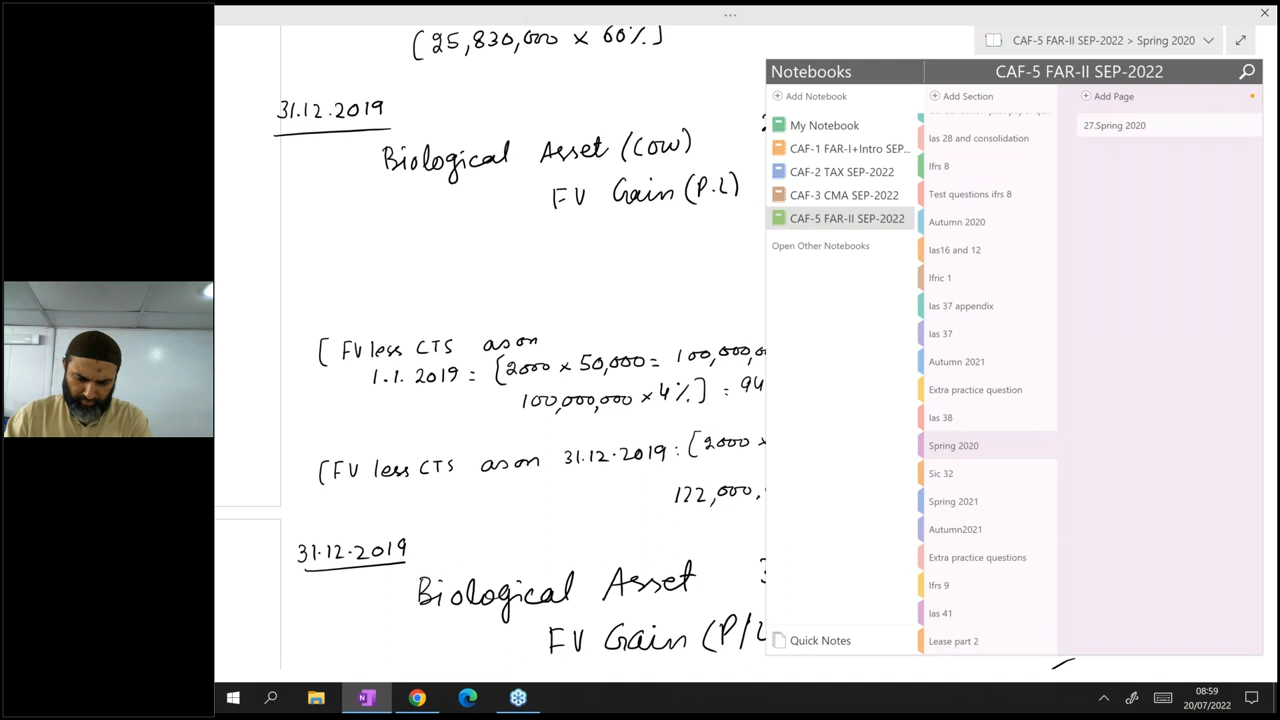 [25,830,000 x 60%]
31.12.2019
Biological Asset (COW)
FV Gain (P.L)
[FV less CTS as on
1.1.2019 = [2000 x 50,000 = 100,000,0
100,000,000 x 4%] = 94
[FV less CTS as on 31.12.2019 : [2000 x
122,000,
31.12.2019
Biological Asset
FV Gain (P/L
CAF-5 FAR-II SEP-2022 > Spring 2020
Notebooks
CAF-5 FAR-II SEP-2022
Add Notebook
Add Section
Add Page
My Notebook
CAF-1 FAR-I+Intro SEP...
CAF-2 TAX SEP-2022
CAF-3 CMA SEP-2022
CAF-5 FAR-II SEP-2022
Open Other Notebooks
Quick Notes
Ias 28 and consolidation
Ifrs 8
Test questions ifrs 8
Autumn 2020
Ias16 and 12
Ifric 1
Ias 37 appendix
Ias 37
Autumn 2021
Extra practice question
Ias 38
Spring 2020
Sic 32
Spring 2021
Autumn2021
Extra practice questions
Ifrs 9
Ias 41
Lease part 2
27.Spring 2020
08:59
20/07/2022